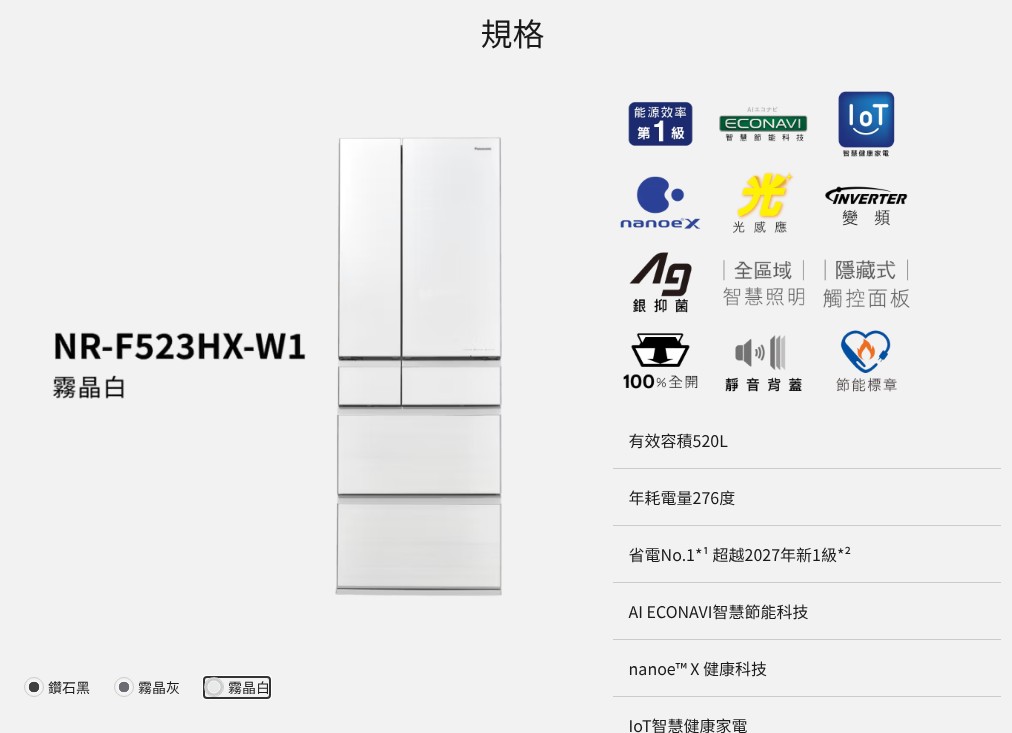 規格
NR-F523HX-W1
霧晶白
Panasonic
能源效率
第1級
AIエコナビ
ECONAVI
智慧節能科技
IoT
智慧健康家電
nanoe™X
光
光感應
INVERTER
變頻
Ag
銀抑菌
全區域
智慧照明
隱藏式
觸控面板
100%全開
靜音背蓋
節能標章
有效容積520L
年耗電量276度
省電No.1*¹ 超越2027年新1級*²
AI ECONAVI智慧節能科技
nanoe™ X 健康科技
IoT智慧健康家電
鑽石黑
霧晶灰
霧晶白